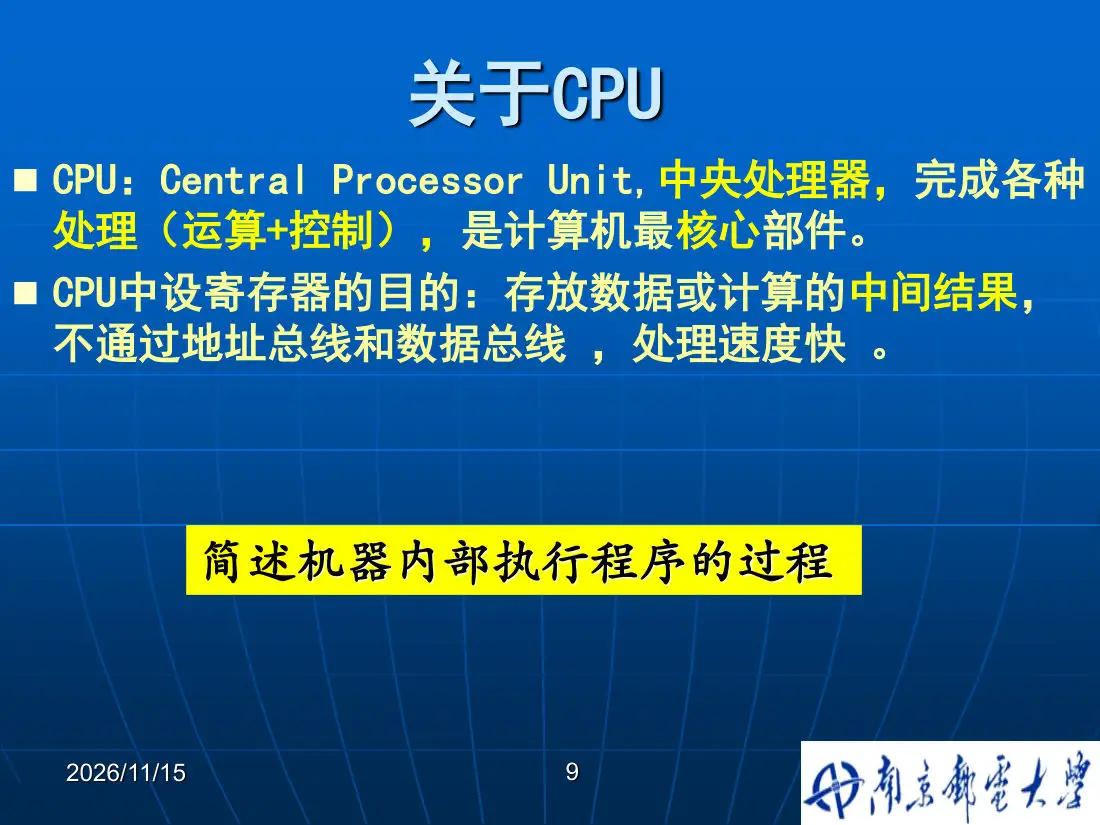 关于CPU
CPU：Central Processor Unit,中央处理器，完成各种
处理（运算+控制），是计算机最核心部件。
CPU中设寄存器的目的：存放数据或计算的中间结果，
不通过地址总线和数据总线 ，处理速度快 。
简述机器内部执行程序的过程
2026/11/15
9
南京郵電大學